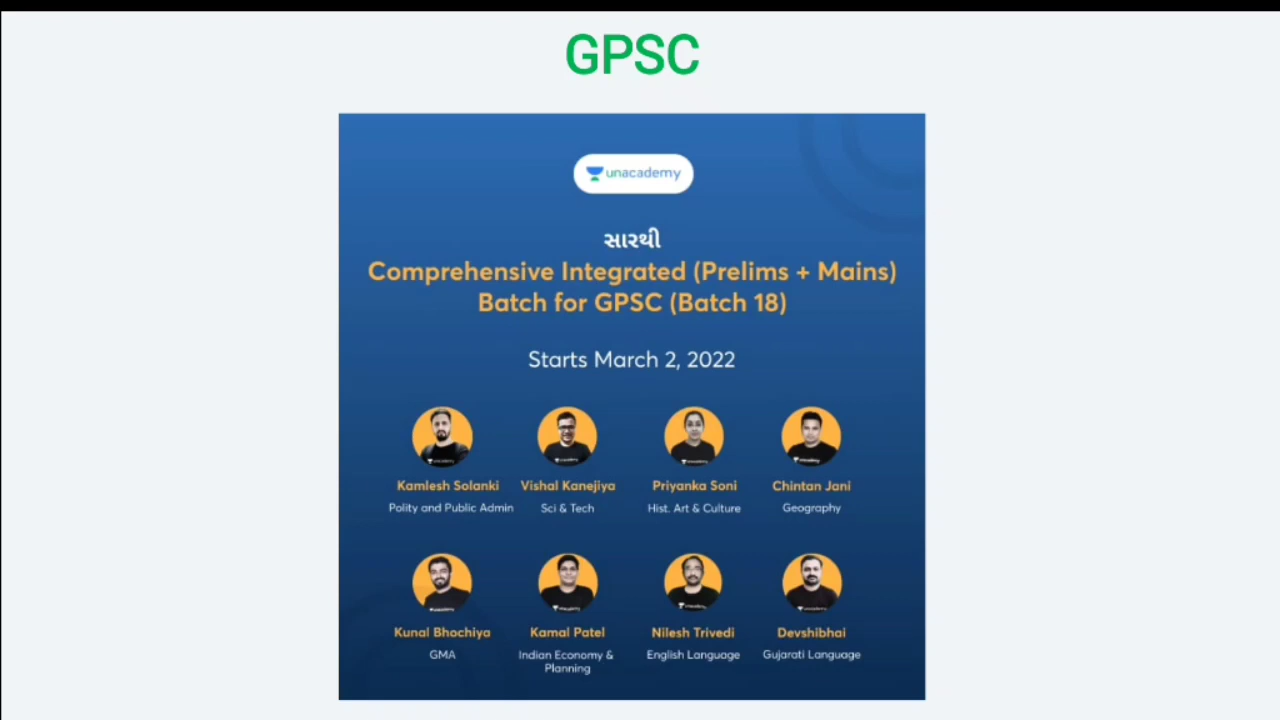 GPSC
unacademy
સારથી
Comprehensive Integrated (Prelims + Mains)
Batch for GPSC (Batch 18)
Starts March 2, 2022
Kamlesh Solanki
Polity and Public Admin
Vishal Kanejiya
Sci & Tech
Priyanka Soni
Hist. Art & Culture
Chintan Jani
Geography
Kunal Bhochiya
GMA
Kamal Patel
Indian Economy &
Planning
Nilesh Trivedi
English Language
Devshibhai
Gujarati Language